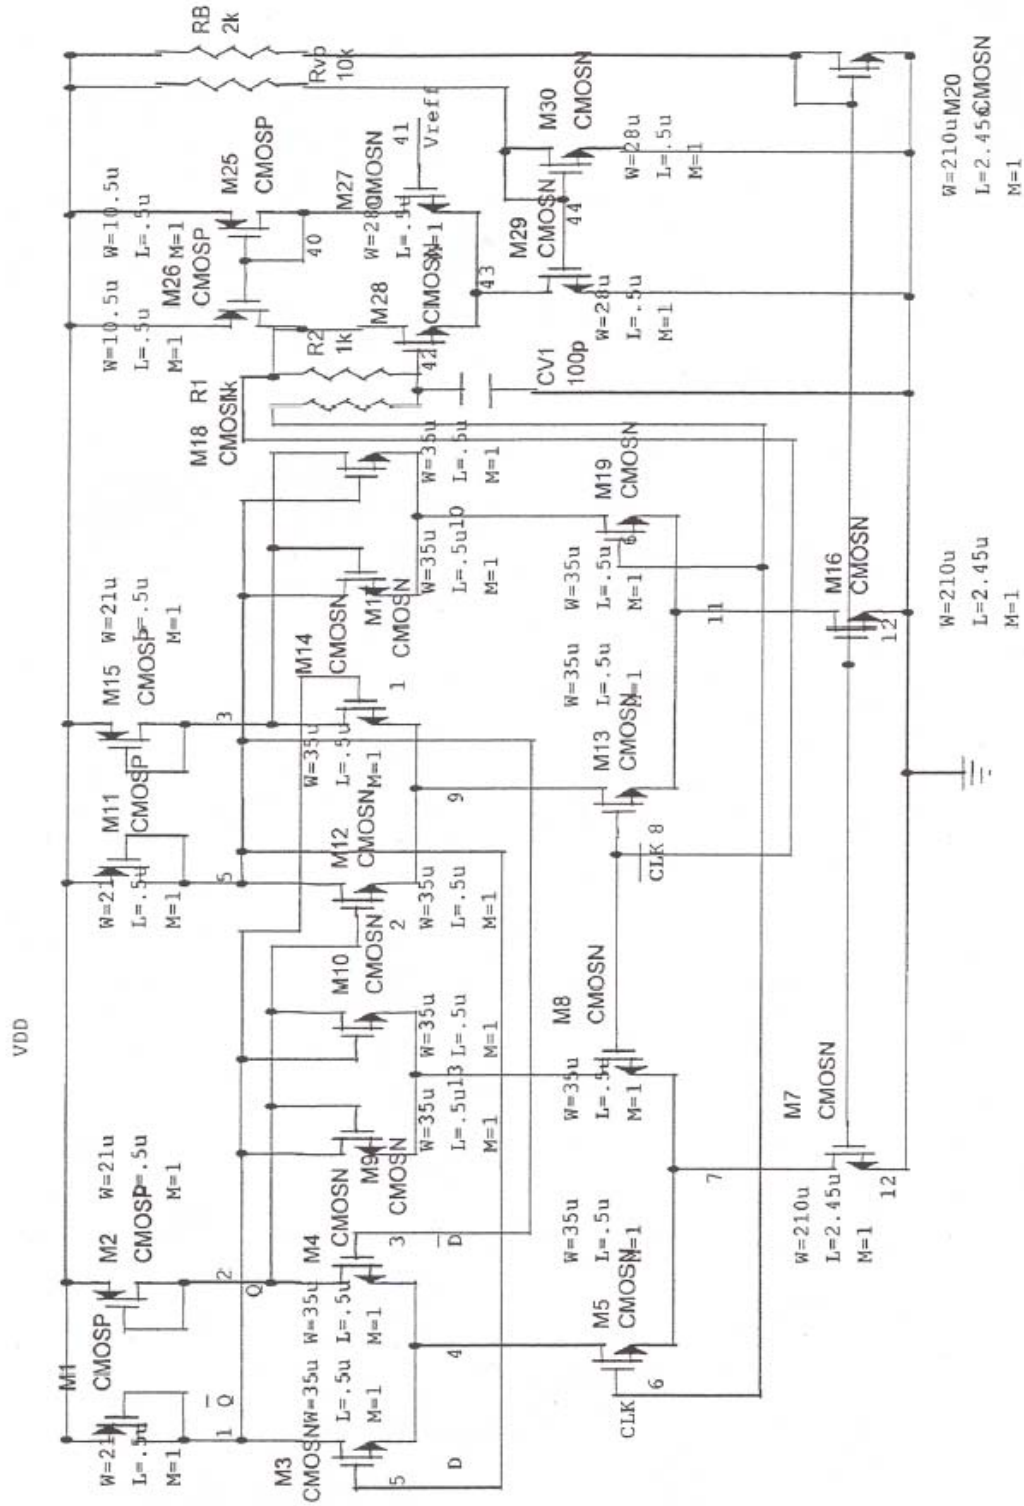 VDD
M1
CMOSP
W=21
L=.5u
M=1
M2
CMOSP
W=21u
L=.5u
M=1
M11
CMOSP
W=21
L=.5u
M=1
M15
CMOSP
W=21u
L=.5u
M=1
M26
CMOSP
W=10.5u
L=.5u
M=1
M25
CMOSP
W=10.5u
L=.5u
M=1
RB
2k
Rvp
10k
1
Q
2
Q
5
3
40
M3
CMOSN
W=35u
L=.5u
M=1
5
D
M4
CMOSN
W=35u
L=.5u
M=1
3
D
4
M9
CMOSN
W=35u
L=.5u
M=1
13
M10
CMOSN
W=35u
L=.5u
M=1
M12
CMOSN
2
W=35u
L=.5u
M=1
M14
CMOSN
W=35u
L=.5u
M=1
1
9
CMOSN
W=35u
L=.5u
M=1
10
M18
CMOSN
W=35u
L=.5u
M=1
R1
R2
1k
M28
CMOSN
42
M27
CMOSN
W=28u
L=.5u
M=1
41
Vreff
43
CV1
100p
M29
CMOSN
W=28u
L=.5u
M=1
44
M30
CMOSN
W=28u
L=.5u
M=1
M5
CMOSN
W=35u
L=.5u
M=1
CLK
6
M8
CMOSN
W=35u
L=.5u
M=1
CLK 8
M13
CMOSN
W=35u
L=.5u
M=1
M19
CMOSN
W=35u
L=.5u
M=1
6
7
11
M7
CMOSN
W=210u
L=2.45u
M=1
12
M16
CMOSN
12
W=210u
L=2.45u
M=1
M20
CMOSN
W=210u
L=2.45u
M=1